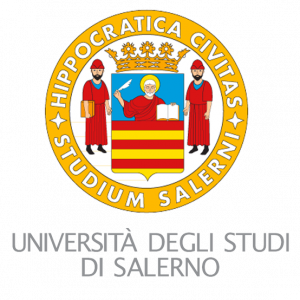 HIPPOCRATICA CIVITAS
STUDIUM SALERNI
UNIVERSITÀ DEGLI STUDI
DI SALERNO